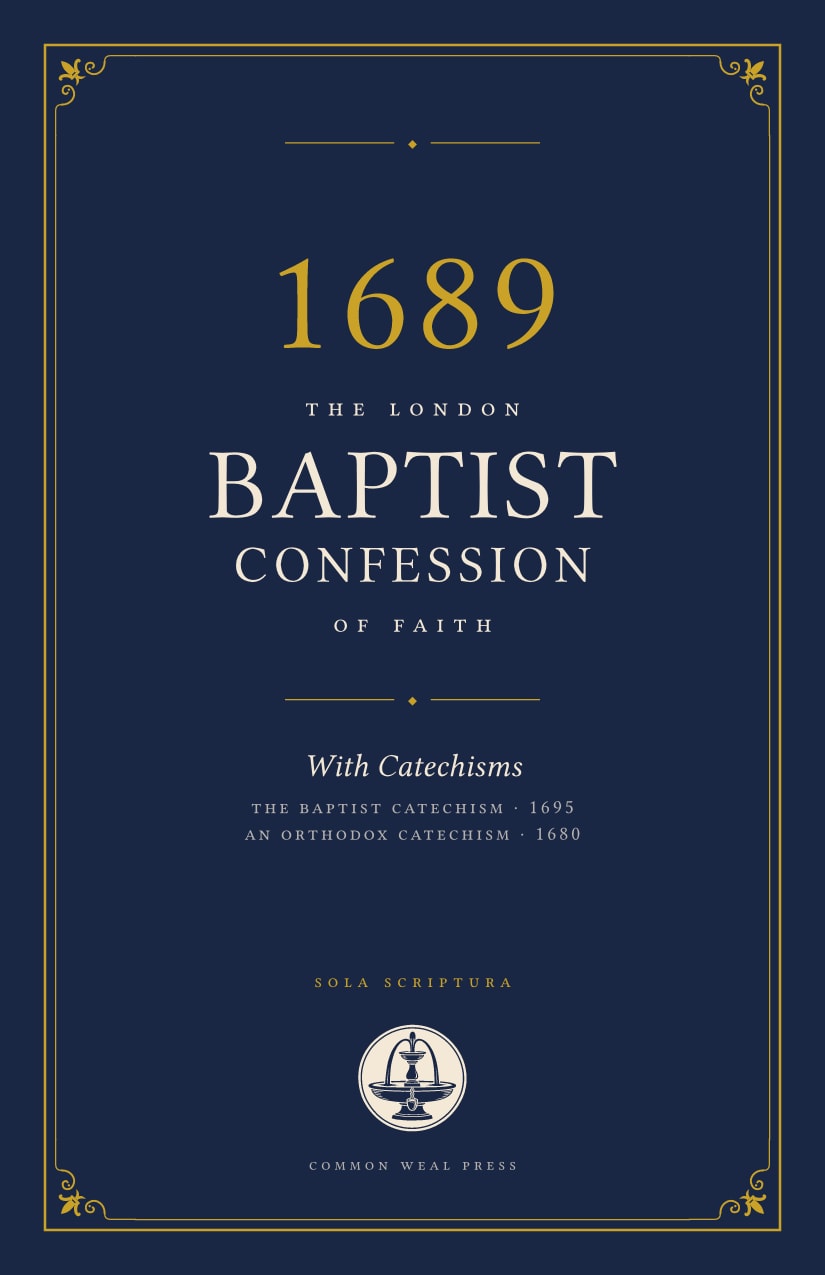 1689
THE LONDON
BAPTIST
CONFESSION
OF FAITH
With Catechisms
THE BAPTIST CATECHISM · 1695
AN ORTHODOX CATECHISM · 1680
SOLA SCRIPTURA
COMMON WEAL PRESS